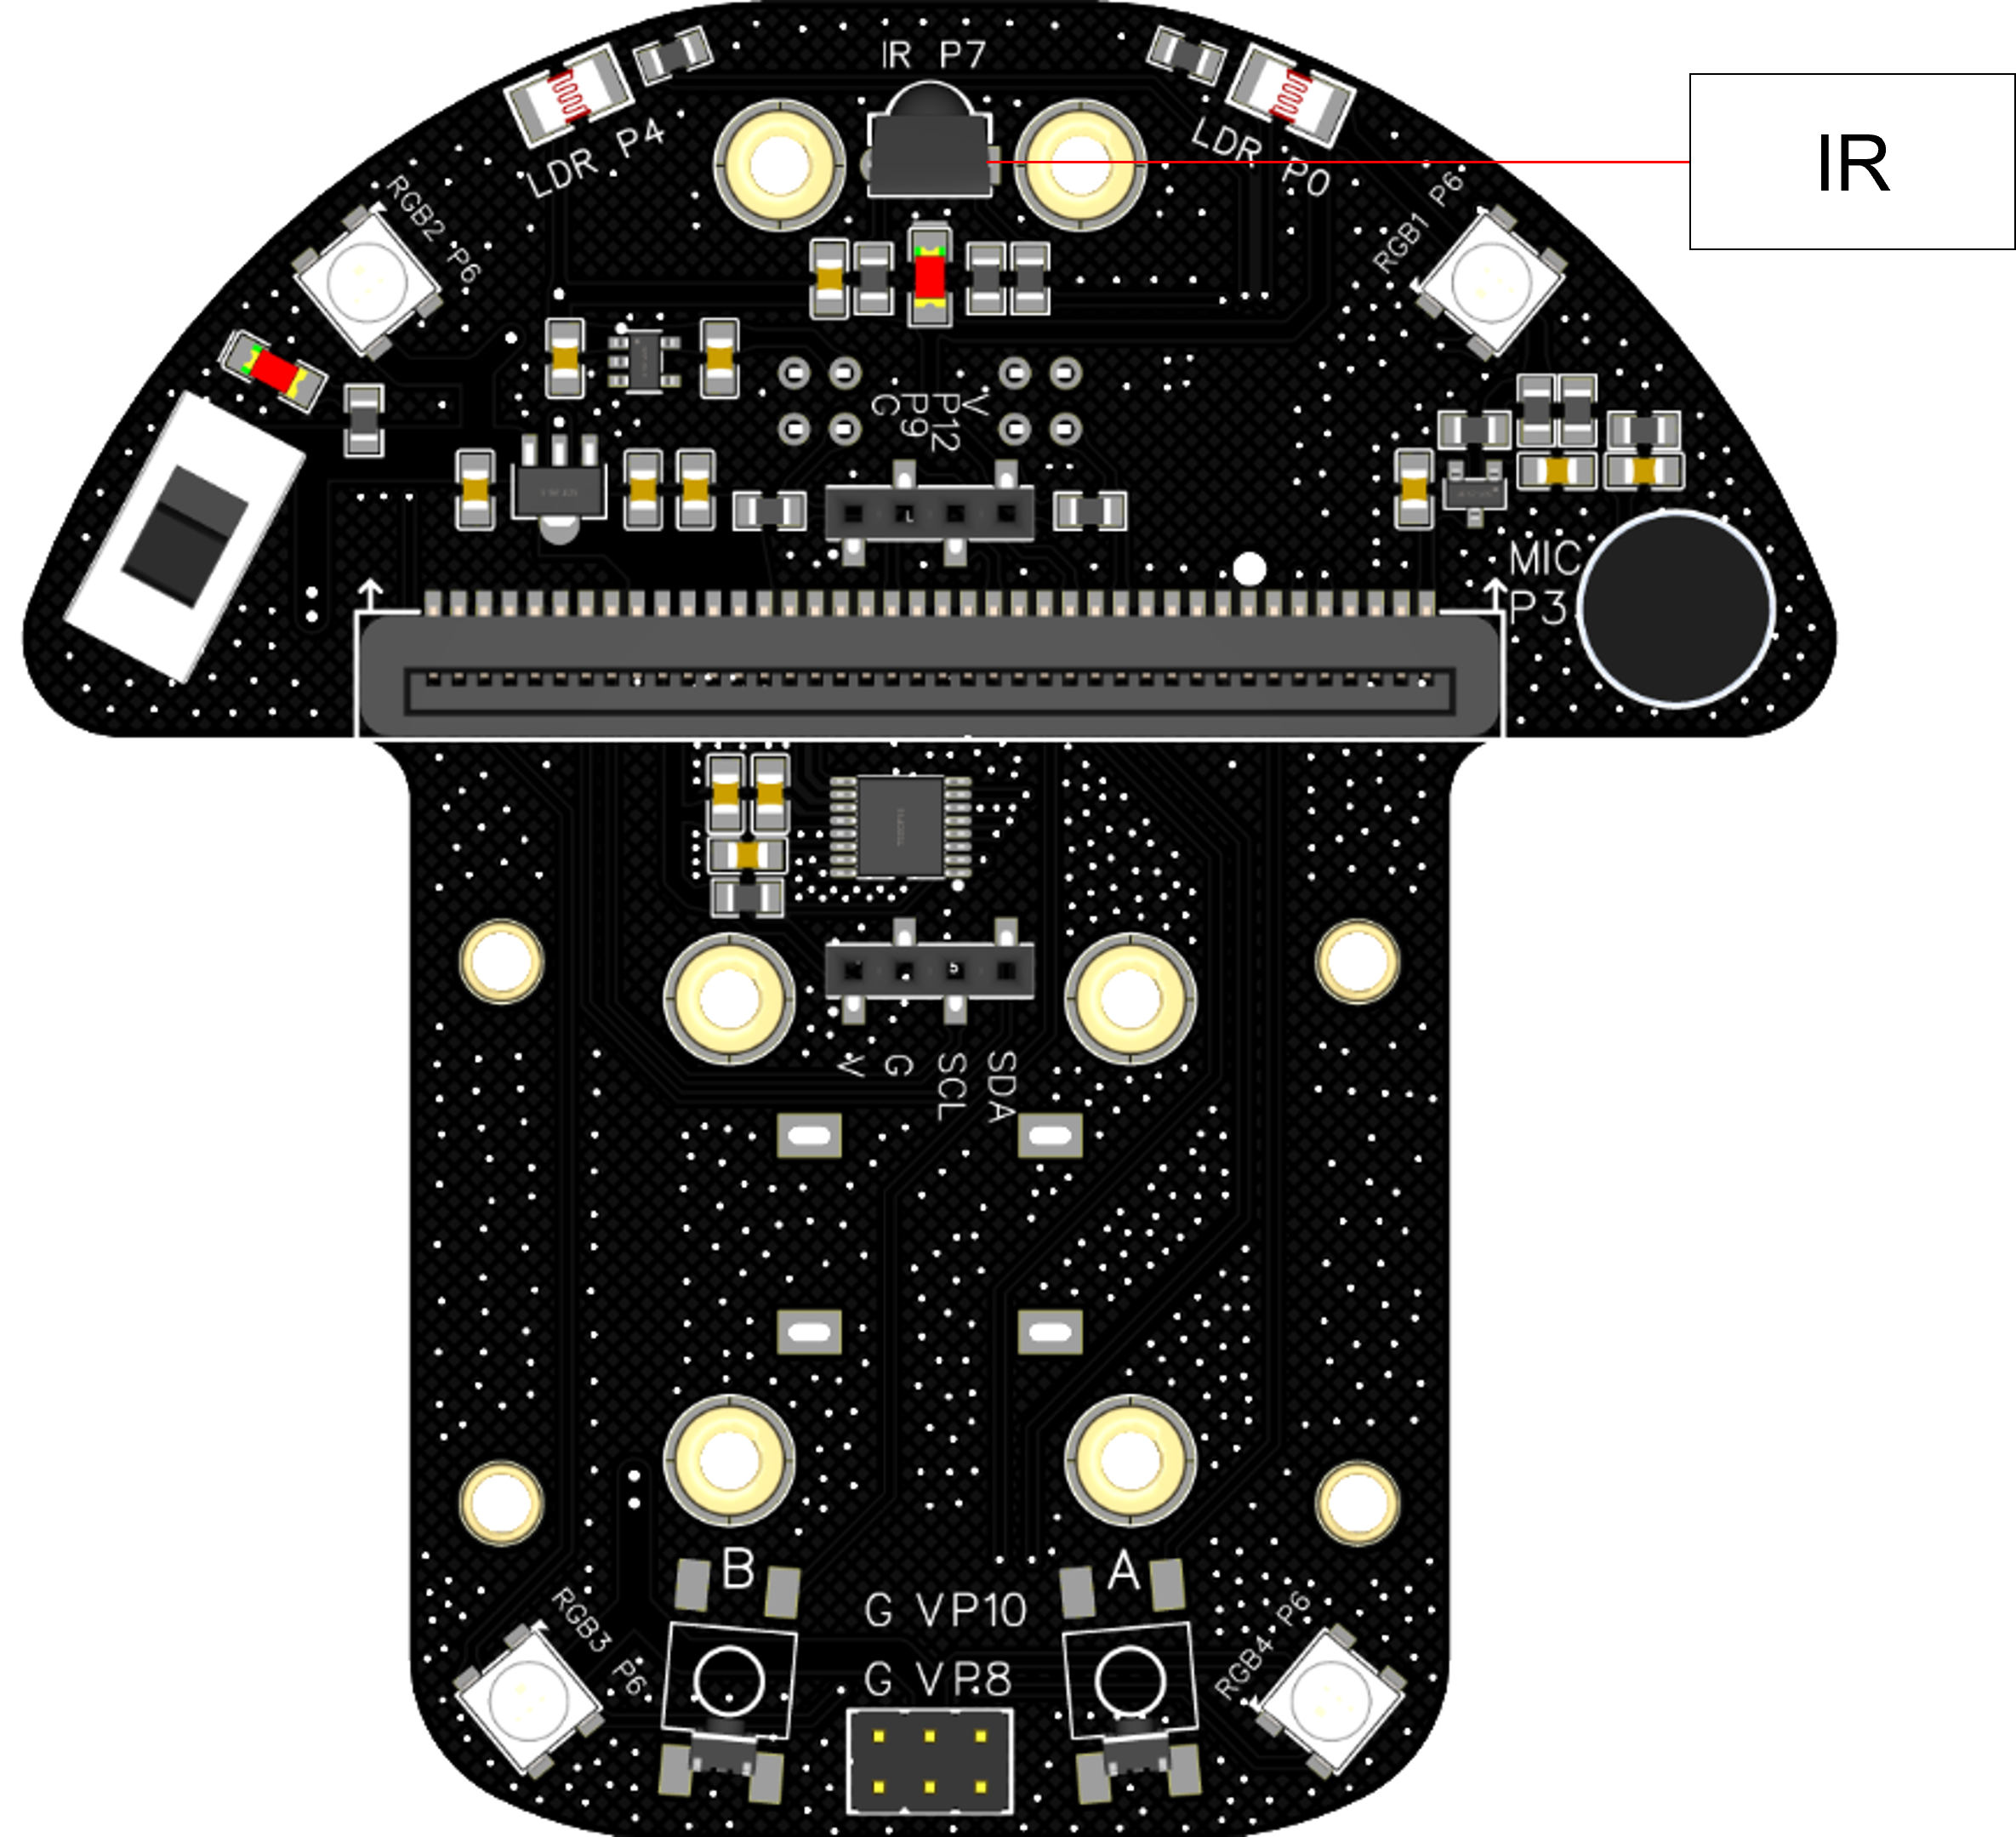 IR P7
IR
LDR P4
LDR P0
RGB2 P6
RGB1 P6
G
P9
P12
V
MIC
P3
V
G
SCL
SDA
B
A
G VP10
G VP8
RGB3 P6
RGB4 P6